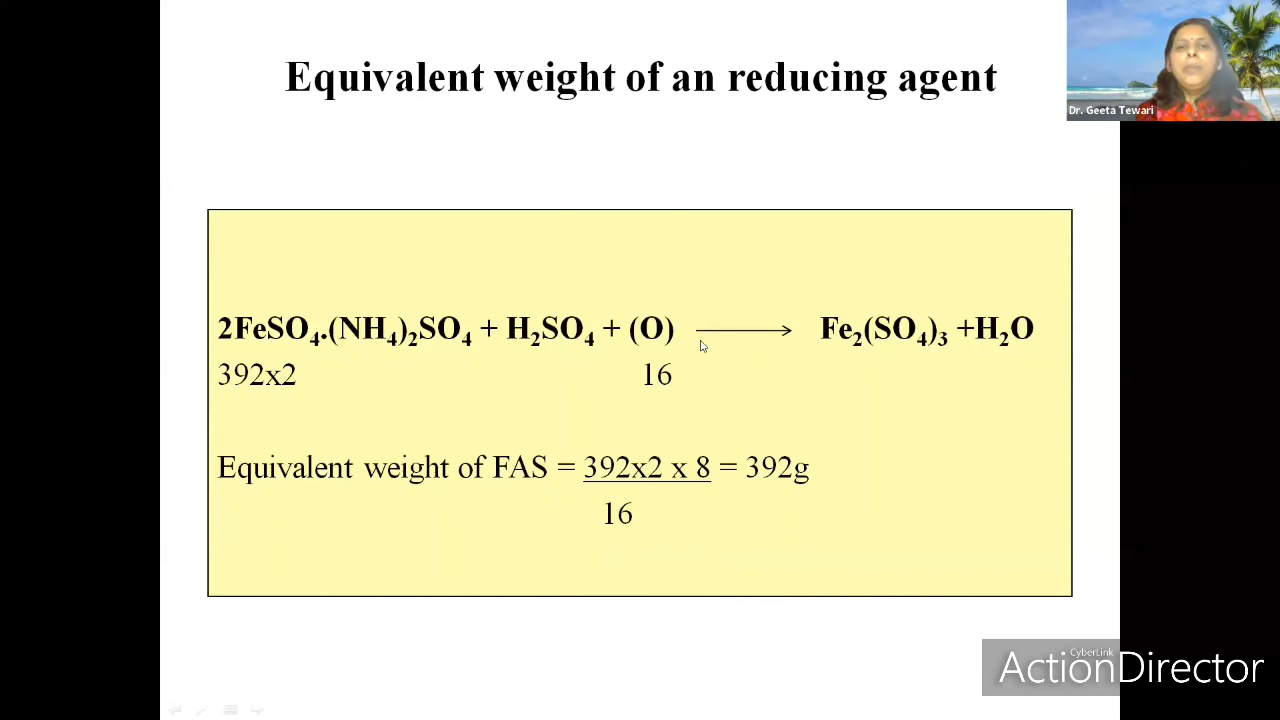 Equivalent weight of an reducing agent
Dr. Geeta Tewari
2FeSO₄.(NH₄)₂SO₄ + H₂SO₄ + (O) ⟶ Fe₂(SO₄)₃ +H₂O
392x2 16
Equivalent weight of FAS = 392x2 x 8 = 392g
16
CyberLink
ActionDirector